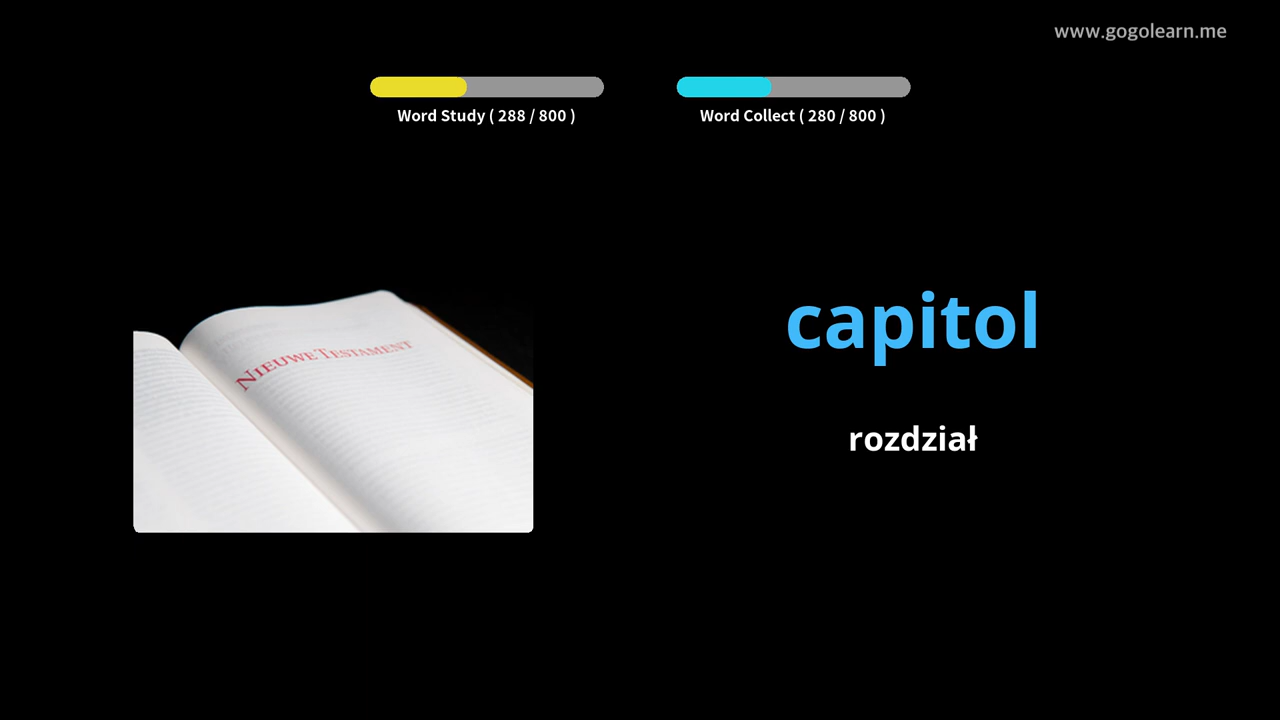 www.gogolearn.me
Word Study ( 288 / 800 )
Word Collect ( 280 / 800 )
NIEUWE TESTAMENT
capitol
rozdział